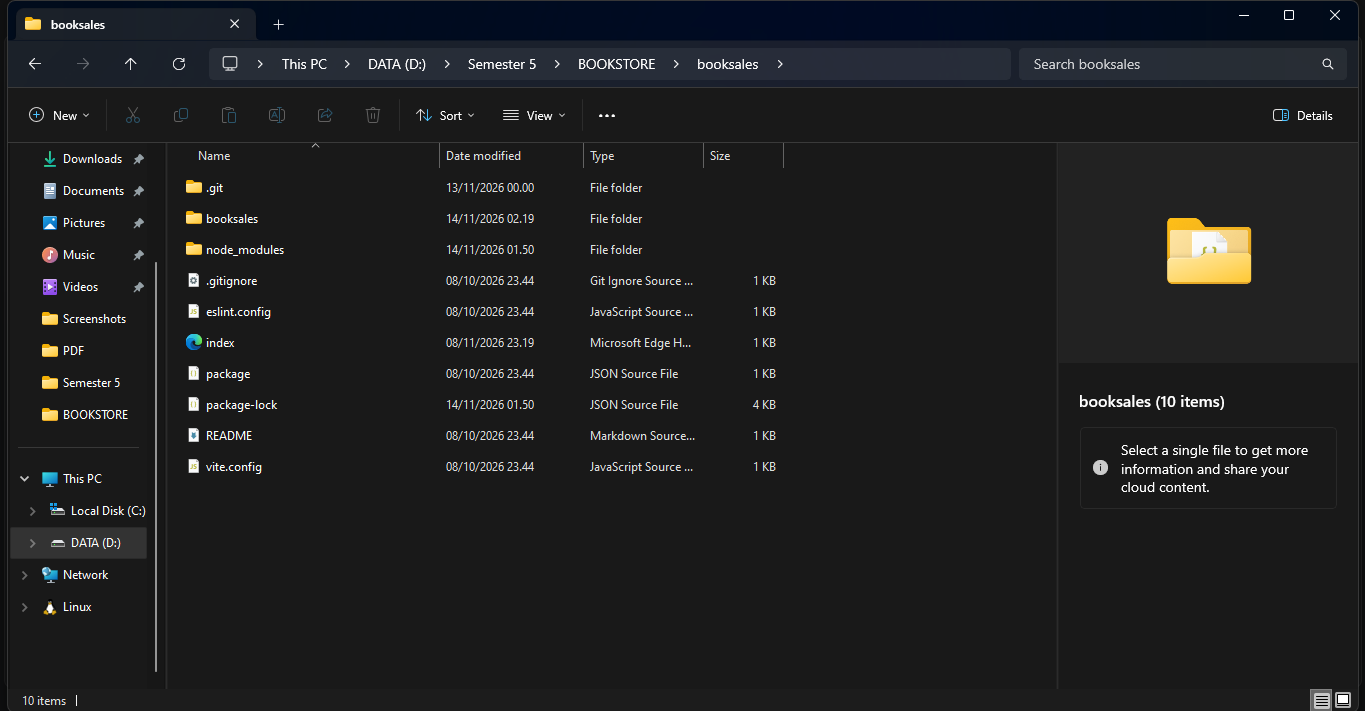 booksales
This PC > DATA (D:) > Semester 5 > BOOKSTORE > booksales >
Search booksales
New
Sort
View
Details
Downloads
Documents
Pictures
Music
Videos
Screenshots
PDF
Semester 5
BOOKSTORE
This PC
Local Disk (C:)
DATA (D:)
Network
Linux
Name Date modified Type Size
.git 13/11/2026 00.00 File folder
booksales 14/11/2026 02.19 File folder
node_modules 14/11/2026 01.50 File folder
.gitignore 08/10/2026 23.44 Git Ignore Source ... 1 KB
eslint.config 08/10/2026 23.44 JavaScript Source ... 1 KB
index 08/11/2026 23.19 Microsoft Edge H... 1 KB
package 08/10/2026 23.44 JSON Source File 1 KB
package-lock 14/11/2026 01.50 JSON Source File 4 KB
README 08/10/2026 23.44 Markdown Source... 1 KB
vite.config 08/10/2026 23.44 JavaScript Source ... 1 KB
booksales (10 items)
Select a single file to get more
information and share your
cloud content.
10 items